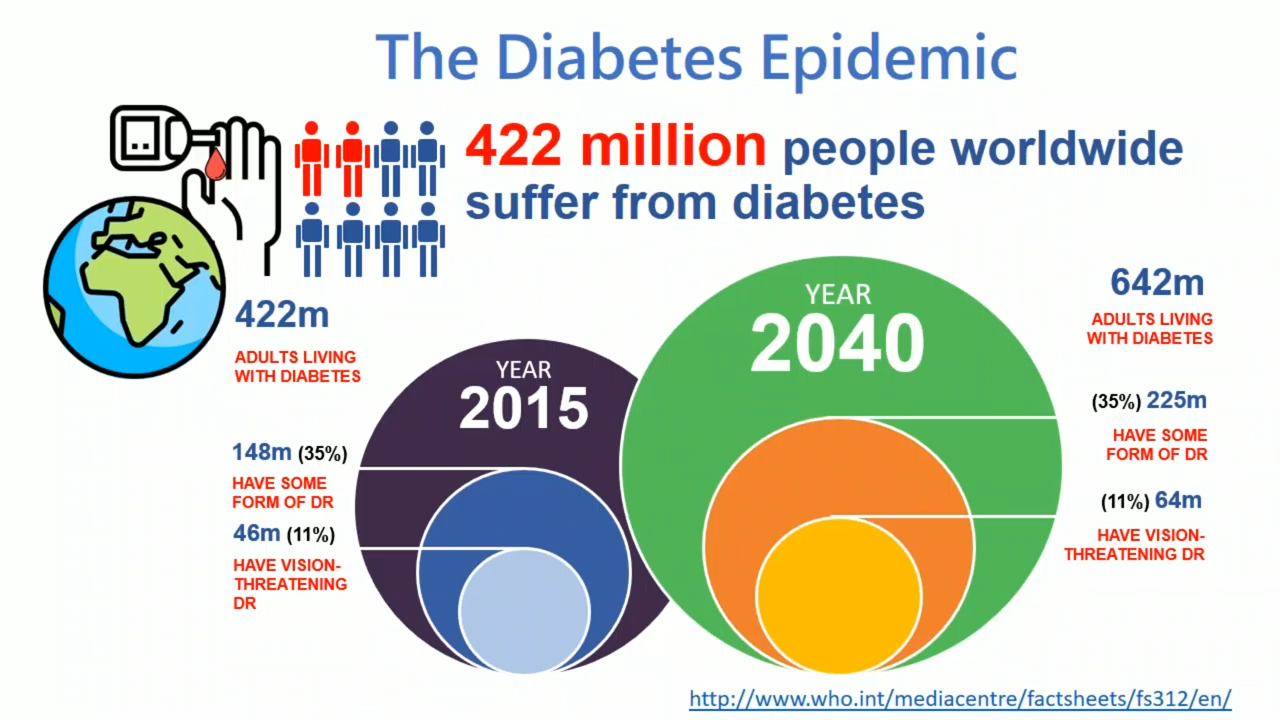 The Diabetes Epidemic
422 million people worldwide
suffer from diabetes
422m
ADULTS LIVING
WITH DIABETES
148m (35%)
HAVE SOME
FORM OF DR
46m (11%)
HAVE VISION-
THREATENING
DR
YEAR
2015
YEAR
2040
642m
ADULTS LIVING
WITH DIABETES
(35%) 225m
HAVE SOME
FORM OF DR
(11%) 64m
HAVE VISION-
THREATENING DR
http://www.who.int/mediacentre/factsheets/fs312/en/